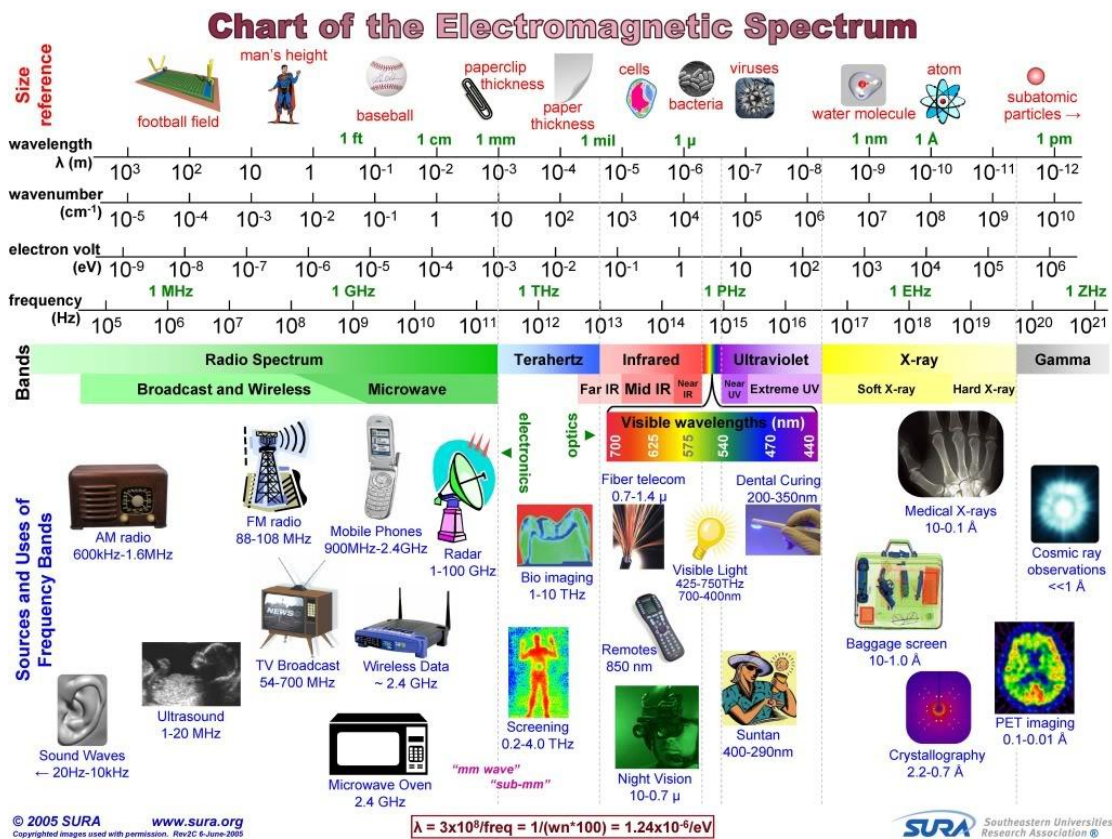 Chart of the Electromagnetic Spectrum
Size
reference
football field
man's height
baseball
paperclip
thickness
paper
thickness
cells
bacteria
viruses
water molecule
atom
subatomic
particles →
wavelength
λ (m)
1 ft
1 cm
1 mm
1 mil
1 µ
1 nm
1 Å
1 pm
10³ 10² 10 1 10⁻¹ 10⁻² 10⁻³ 10⁻⁴ 10⁻⁵ 10⁻⁶ 10⁻⁷ 10⁻⁸ 10⁻⁹ 10⁻¹⁰ 10⁻¹¹ 10⁻¹²
wavenumber
(cm⁻¹)
10⁻⁵ 10⁻⁴ 10⁻³ 10⁻² 10⁻¹ 1 10 10² 10³ 10⁴ 10⁵ 10⁶ 10⁷ 10⁸ 10⁹ 10¹⁰
electron volt
(eV)
10⁻⁹ 10⁻⁸ 10⁻⁷ 10⁻⁶ 10⁻⁵ 10⁻⁴ 10⁻³ 10⁻² 10⁻¹ 1 10 10² 10³ 10⁴ 10⁵ 10⁶
frequency
(Hz)
1 MHz
1 GHz
1 THz
1 PHz
1 EHz
1 ZHz
10⁵ 10⁶ 10⁷ 10⁸ 10⁹ 10¹⁰ 10¹¹ 10¹² 10¹³ 10¹⁴ 10¹⁵ 10¹⁶ 10¹⁷ 10¹⁸ 10¹⁹ 10²⁰ 10²¹
Bands
Radio Spectrum
Terahertz
Infrared
Ultraviolet
X-ray
Gamma
Broadcast and Wireless
Microwave
Far IR
Mid IR
Near
IR
Near
UV
Extreme UV
Soft X-ray
Hard X-ray
electronics
optics
Visible wavelengths (nm)
700 625 575 540 470 440
Sources and Uses of
Frequency Bands
AM radio
600kHz-1.6MHz
FM radio
88-108 MHz
Mobile Phones
900MHz-2.4GHz
Radar
1-100 GHz
Bio imaging
1-10 THz
Fiber telecom
0.7-1.4 µ
Visible Light
425-750THz
700-400nm
Dental Curing
200-350nm
Medical X-rays
10-0.1 Å
Cosmic ray
observations
<<1 Å
NEWS
TV Broadcast
54-700 MHz
Wireless Data
~ 2.4 GHz
Remotes
850 nm
Baggage screen
10-1.0 Å
Sound Waves
← 20Hz-10kHz
Ultrasound
1-20 MHz
Microwave Oven
2.4 GHz
Screening
0.2-4.0 THz
"mm wave"
"sub-mm"
Night Vision
10-0.7 µ
Suntan
400-290nm
Crystallography
2.2-0.7 Å
PET imaging
0.1-0.01 Å
© 2005 SURA www.sura.org
Copyrighted images used with permission. Rev2C 6-June-2005
λ = 3x10⁸/freq = 1/(wn*100) = 1.24x10⁻⁶/eV
SURA
Southeastern Universities
Research Association ®